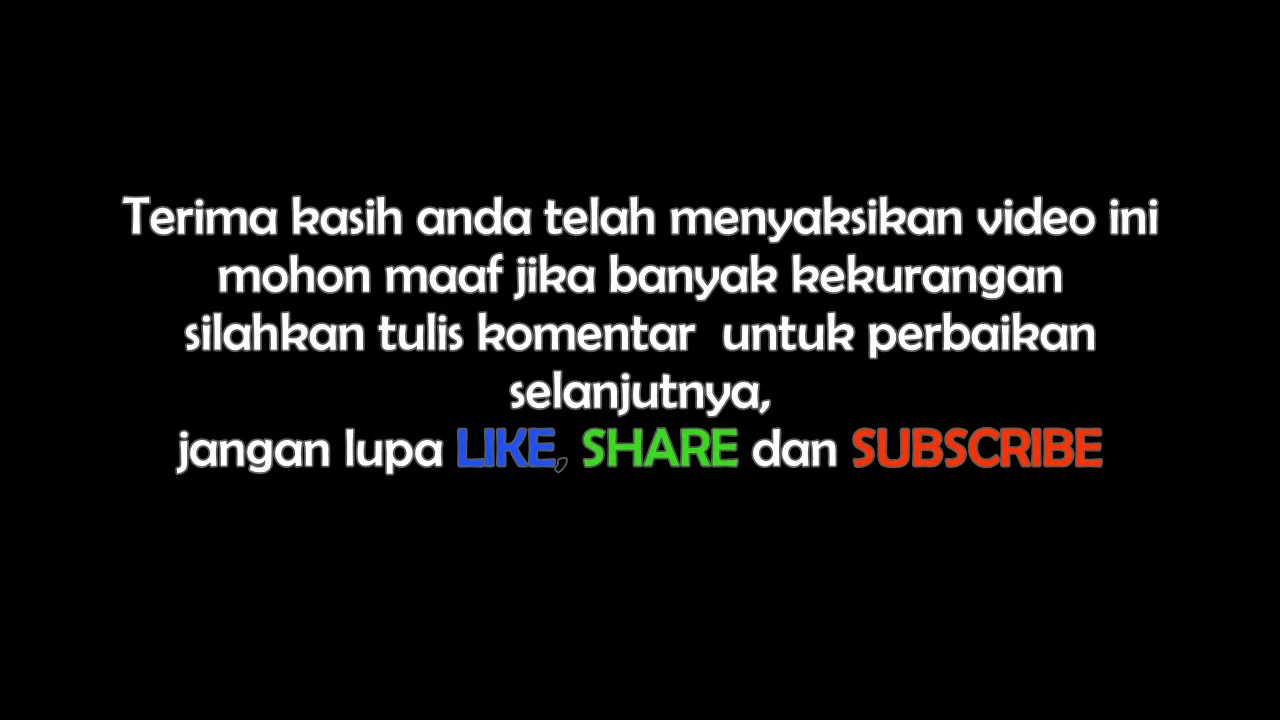 Terima kasih anda telah menyaksikan video ini
mohon maaf jika banyak kekurangan
silahkan tulis komentar  untuk perbaikan
selanjutnya,
jangan lupa LIKE, SHARE dan SUBSCRIBE